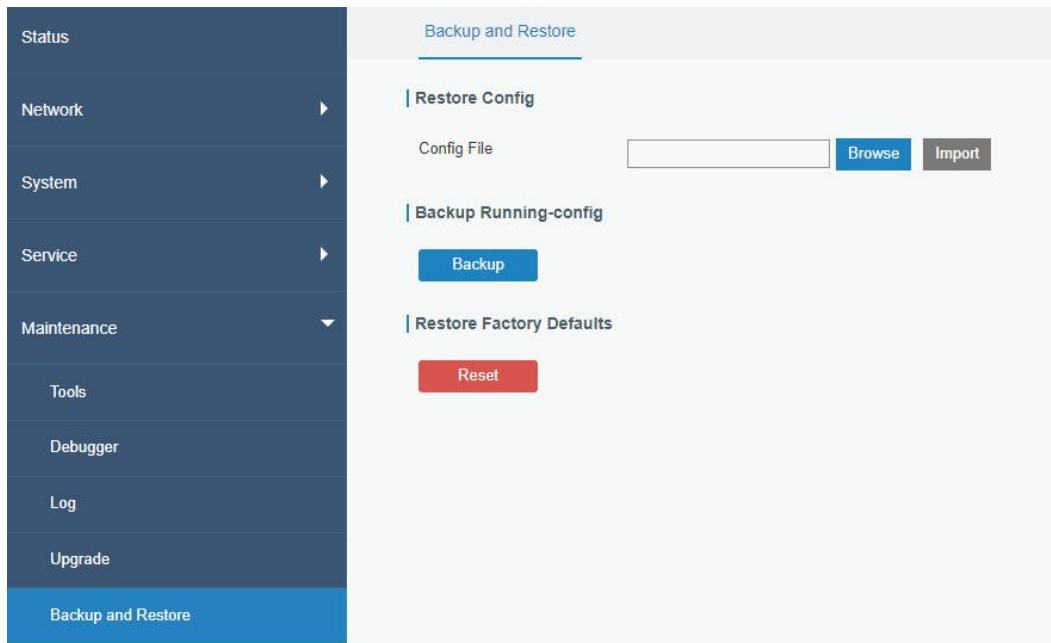 Status
Network
System
Service
Maintenance
Tools
Debugger
Log
Upgrade
Backup and Restore
Backup and Restore
Restore Config
Config File
Browse
Import
Backup Running-config
Backup
Restore Factory Defaults
Reset